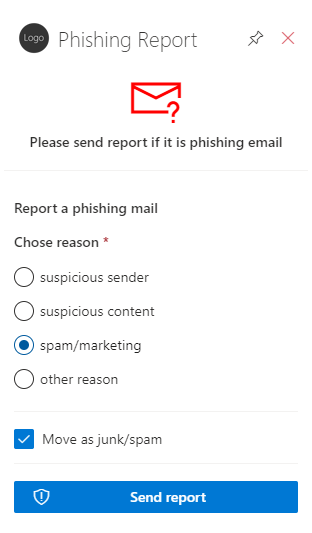 Logo Phishing Report
Please send report if it is phishing email
Report a phishing mail
Chose reason *
suspicious sender
suspicious content
spam/marketing
other reason
Move as junk/spam
Send report